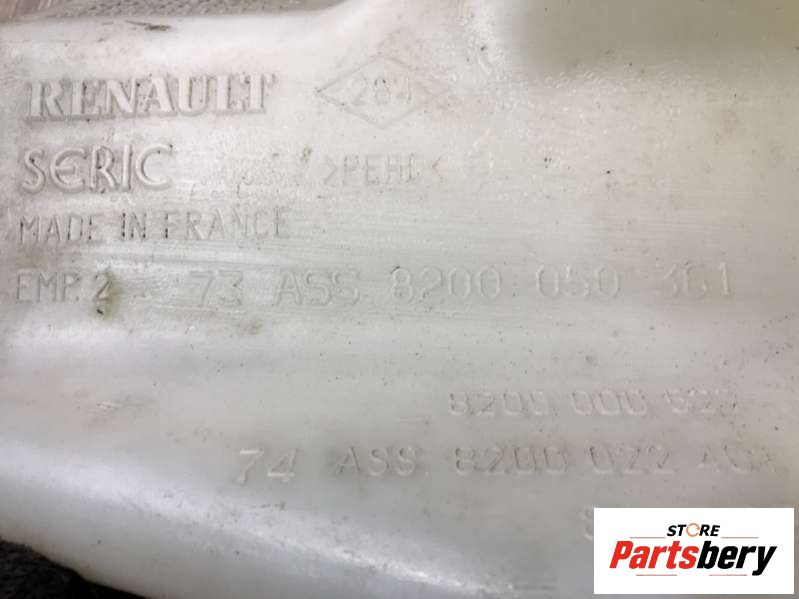 RENAULT
SERIC >PEHD<
MADE IN FRANCE
EMP. 2 73 ASS 8200 050 361
8200 000
74 ASS 8200 022
STORE
Partsbery